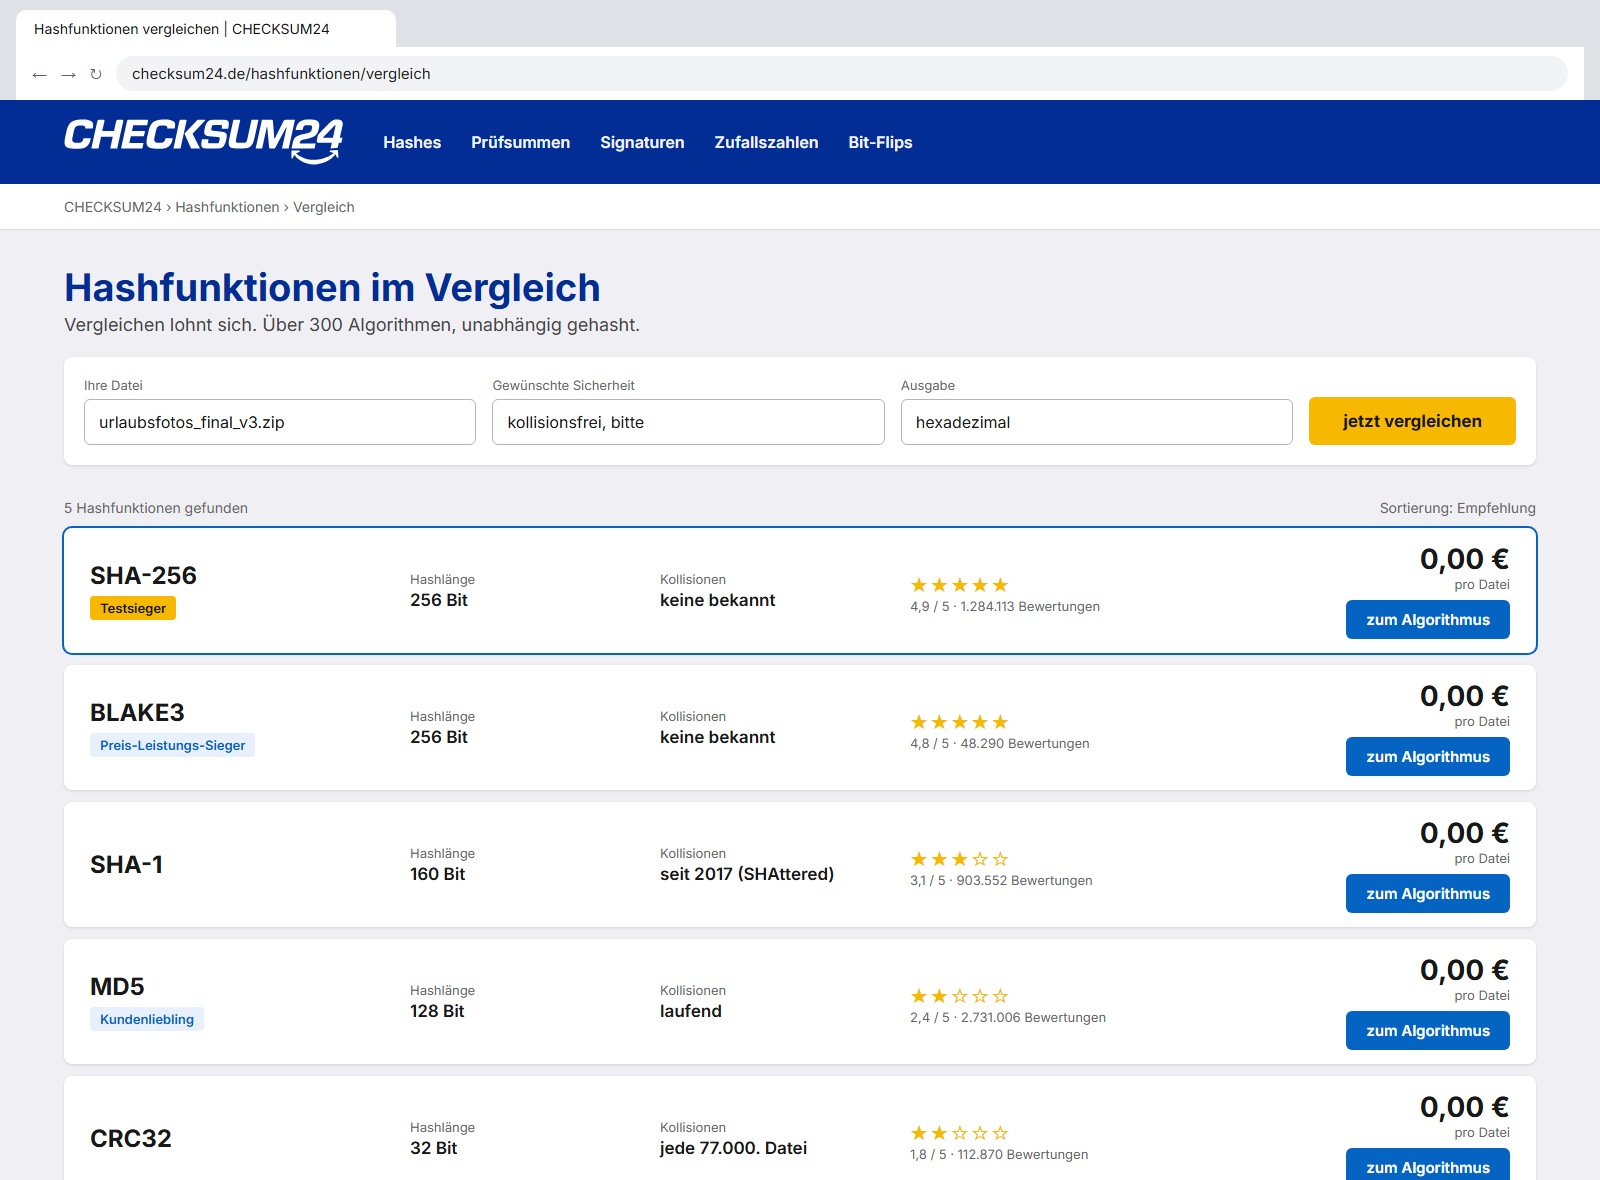 Hashfunktionen vergleichen | CHECKSUM24
← → ↻ checksum24.de/hashfunktionen/vergleich
CHECKSUM24 Hashes Prüfsummen Signaturen Zufallszahlen Bit-Flips
CHECKSUM24 › Hashfunktionen › Vergleich
Hashfunktionen im Vergleich
Vergleichen lohnt sich. Über 300 Algorithmen, unabhängig gehasht.
Ihre Datei Gewünschte Sicherheit Ausgabe
urlaubsfotos_final_v3.zip kollisionsfrei, bitte hexadezimal jetzt vergleichen
5 Hashfunktionen gefunden Sortierung: Empfehlung
SHA-256
Testsieger
Hashlänge
256 Bit
Kollisionen
keine bekannt
★★★★★
4,9 / 5 · 1.284.113 Bewertungen
0,00 €
pro Datei
zum Algorithmus
BLAKE3
Preis-Leistungs-Sieger
Hashlänge
256 Bit
Kollisionen
keine bekannt
★★★★★
4,8 / 5 · 48.290 Bewertungen
0,00 €
pro Datei
zum Algorithmus
SHA-1
Hashlänge
160 Bit
Kollisionen
seit 2017 (SHAttered)
★★★☆☆
3,1 / 5 · 903.552 Bewertungen
0,00 €
pro Datei
zum Algorithmus
MD5
Kundenliebling
Hashlänge
128 Bit
Kollisionen
laufend
★★☆☆☆
2,4 / 5 · 2.731.006 Bewertungen
0,00 €
pro Datei
zum Algorithmus
CRC32
Hashlänge
32 Bit
Kollisionen
jede 77.000. Datei
★★☆☆☆
1,8 / 5 · 112.870 Bewertungen
0,00 €
pro Datei
zum Algorithmus